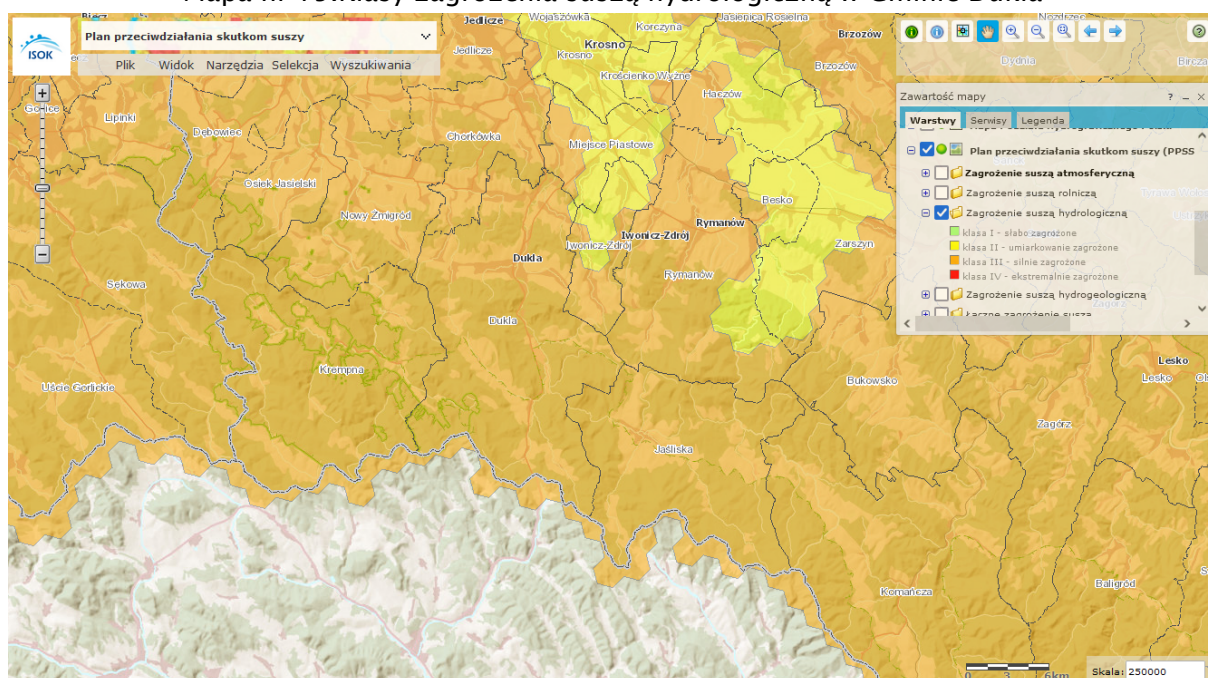 Mapa nr 15.Klasy zagrożenia suszą hydrologiczną w Gminie Dukla
ISOK
Plan przeciwdziałania skutkom suszy
Plik Widok Narzędzia Selekcja Wyszukiwania
Jedlicze
Jedlicze
Wojaszówka
Korczyna
Jasienica Rosielna
Nozdrzec
Krosno
Krosno
Brzozów
Brzozów
Dydnia
Bircza
Krościenko Wyżne
Haczów
Gorlice
Lipinki
Dębowiec
Chorkówka
Miejsce Piastowe
Osiek Jasielski
Nowy Żmigród
Besko
Rymanów
Iwonicz-Zdrój
Iwonicz-Zdrój
Zarszyn
Dukla
Rymanów
Sękowa
Dukla
Krempna
Uście Gorlickie
Bukowsko
Lesko
Lesko
Zagórz
Jaśliska
Komańcza
Baligród
Zawartość mapy ? _ ×
Warstwy Serwisy Legenda
Plan przeciwdziałania skutkom suszy (PPSS
Zagrożenie suszą atmosferyczną
Zagrożenie suszą rolniczą
Zagrożenie suszą hydrologiczną
klasa I - słabo zagrożone
klasa II - umiarkowanie zagrożone
klasa III - silnie zagrożone
klasa IV - ekstremalnie zagrożone
Zagrożenie suszą hydrogeologiczną
Łączne zagrożenie suszą
0 3 6km
Skala: 250000